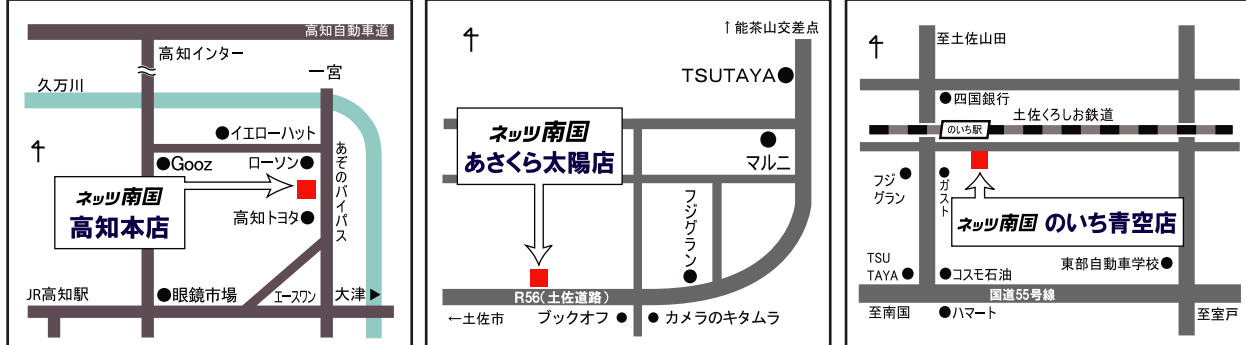 高知自動車道
高知インター
久万川
一宮
イエローハット
Gooz
ローソン
あぞのバイパス
ネッツ南国
高知本店
高知トヨタ
JR高知駅
眼鏡市場
エースワン
大津▶
↑能茶山交差点
TSUTAYA
ネッツ南国
あさくら太陽店
マルニ
フジグラン
R56(土佐道路)
←土佐市
ブックオフ
カメラのキタムラ
至土佐山田
四国銀行
土佐くろしお鉄道
のいち駅
フジ
グラン
ガスト
ネッツ南国 のいち青空店
TSU
TAYA
コスモ石油
東部自動車学校
国道55号線
至南国
ハマート
至室戸